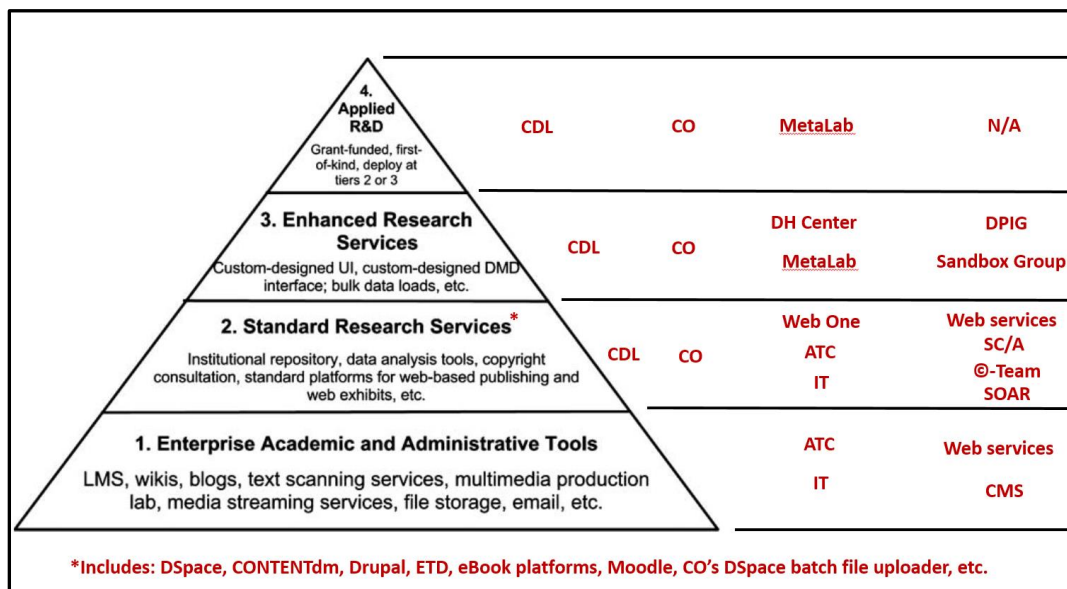 4.
Applied
R&D
Grant-funded, first-
of-kind, deploy at
tiers 2 or 3
CDL CO MetaLab N/A
3. Enhanced Research
Services
Custom-designed UI, custom-designed DMD
interface; bulk data loads, etc.
CDL CO
DH Center DPIG
MetaLab Sandbox Group
2. Standard Research Services*
Institutional repository, data analysis tools, copyright
consultation, standard platforms for web-based publishing and
web exhibits, etc.
CDL CO
Web One
ATC
IT
Web services
SC/A
©-Team
SOAR
1. Enterprise Academic and Administrative Tools
LMS, wikis, blogs, text scanning services, multimedia production
lab, media streaming services, file storage, email, etc.
ATC Web services
IT CMS
*Includes: DSpace, CONTENTdm, Drupal, ETD, eBook platforms, Moodle, CO's DSpace batch file uploader, etc.